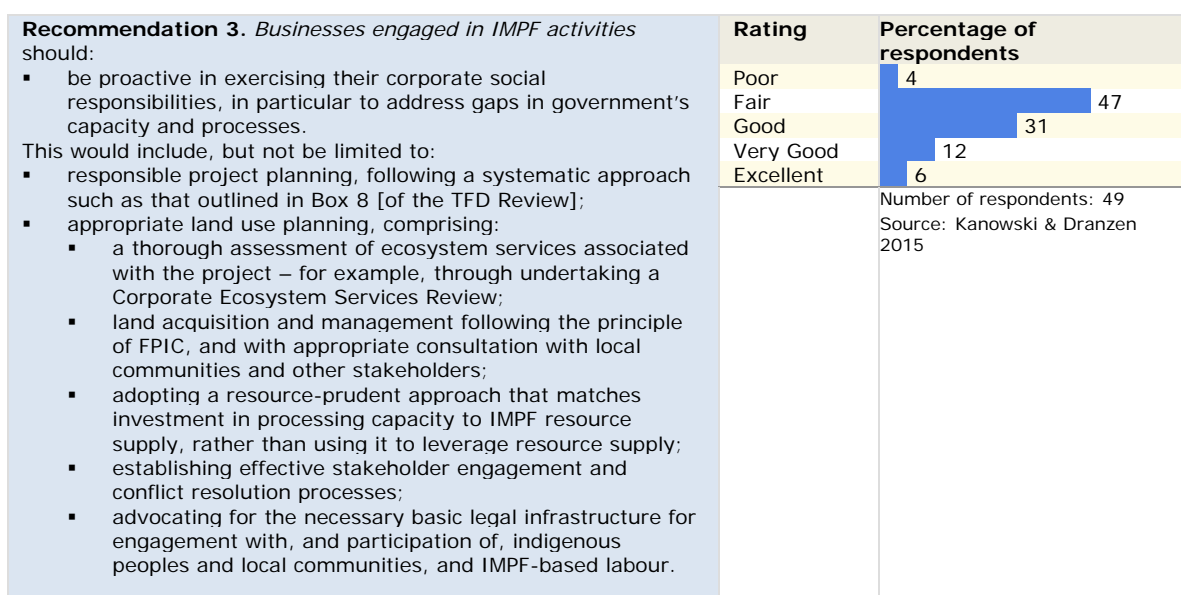 Recommendation 3. Businesses engaged in IMPF activities
should:
▪ be proactive in exercising their corporate social
responsibilities, in particular to address gaps in government's
capacity and processes.
This would include, but not be limited to:
▪ responsible project planning, following a systematic approach
such as that outlined in Box 8 [of the TFD Review];
▪ appropriate land use planning, comprising:
▪ a thorough assessment of ecosystem services associated
with the project – for example, through undertaking a
Corporate Ecosystem Services Review;
▪ land acquisition and management following the principle
of FPIC, and with appropriate consultation with local
communities and other stakeholders;
▪ adopting a resource-prudent approach that matches
investment in processing capacity to IMPF resource
supply, rather than using it to leverage resource supply;
▪ establishing effective stakeholder engagement and
conflict resolution processes;
▪ advocating for the necessary basic legal infrastructure for
engagement with, and participation of, indigenous
peoples and local communities, and IMPF-based labour.
Rating Percentage of
respondents
Poor 4
Fair 47
Good 31
Very Good 12
Excellent 6
Number of respondents: 49
Source: Kanowski & Dranzen
2015